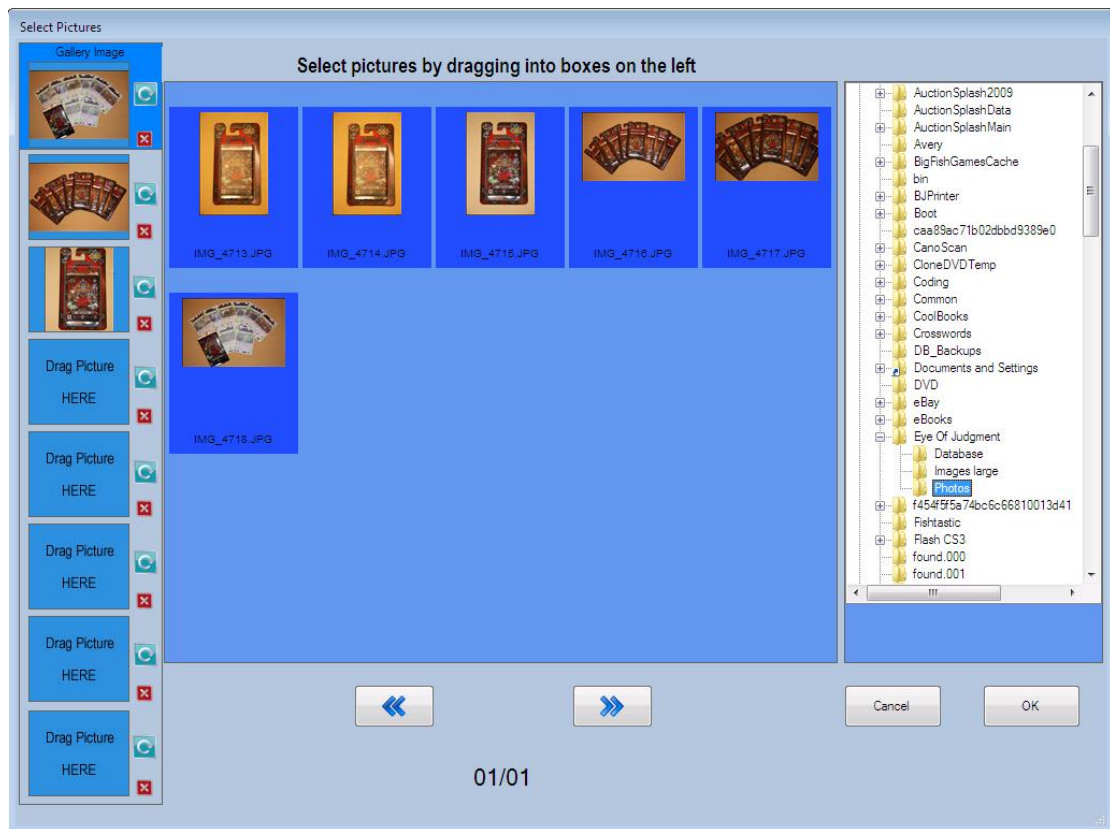 Select Pictures
Gallery Image
Select pictures by dragging into boxes on the left
IMG_4713.JPG
IMG_4714.JPG
IMG_4715.JPG
IMG_4716.JPG
IMG_4717.JPG
IMG_4718.JPG
Drag Picture
HERE
Drag Picture
HERE
Drag Picture
HERE
Drag Picture
HERE
Drag Picture
HERE
AuctionSplash2009
AuctionSplashData
AuctionSplashMain
Avery
BigFishGamesCache
bin
BJPrinter
Boot
caa89ac71b02dbbd9389e0
CanoScan
CloneDVDTemp
Coding
Common
CoolBooks
Crosswords
DB_Backups
Documents and Settings
DVD
eBay
eBooks
Eye Of Judgment
Database
Images large
Photos
f454f5f5a74bc6c66810013d41
Fishtastic
Flash CS3
found.000
found.001
Cancel
OK
01/01